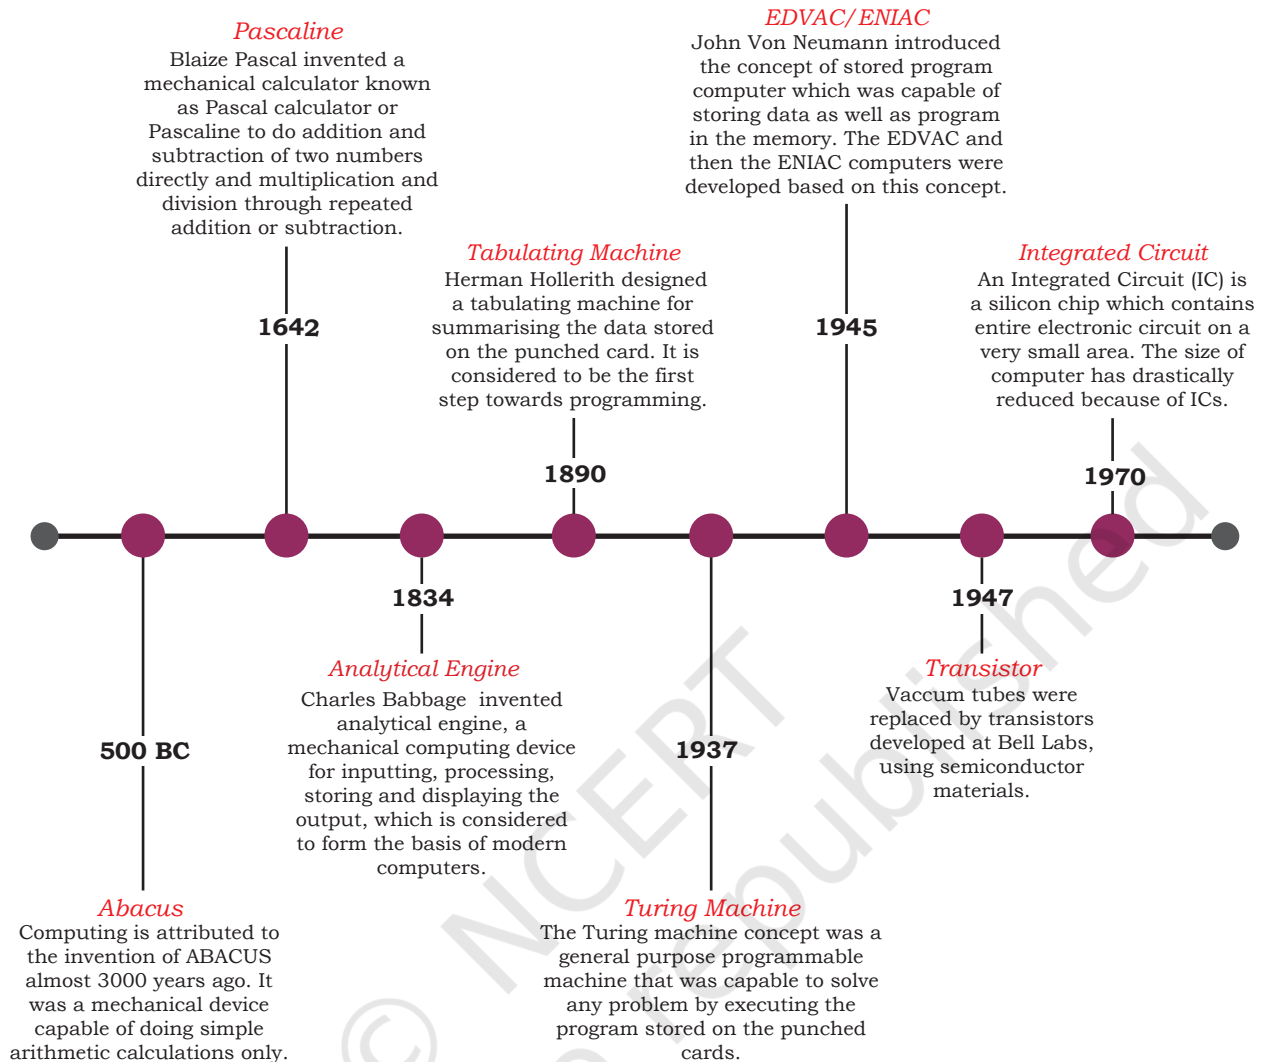 Pascaline
Blaize Pascal invented a
mechanical calculator known
as Pascal calculator or
Pascaline to do addition and
subtraction of two numbers
directly and multiplication and
division through repeated
addition or subtraction.
1642
Tabulating Machine
Herman Hollerith designed
a tabulating machine for
summarising the data stored
on the punched card. It is
considered to be the first
step towards programming.
1890
EDVAC/ENIAC
John Von Neumann introduced
the concept of stored program
computer which was capable of
storing data as well as program
in the memory. The EDVAC and
then the ENIAC computers were
developed based on this concept.
1945
Integrated Circuit
An Integrated Circuit (IC) is
a silicon chip which contains
entire electronic circuit on a
very small area. The size of
computer has drastically
reduced because of ICs.
1970
500 BC
Abacus
Computing is attributed to
the invention of ABACUS
almost 3000 years ago. It
was a mechanical device
capable of doing simple
arithmetic calculations only.
1834
Analytical Engine
Charles Babbage invented
analytical engine, a
mechanical computing device
for inputting, processing,
storing and displaying the
output, which is considered
to form the basis of modern
computers.
1937
Turing Machine
The Turing machine concept was a
general purpose programmable
machine that was capable to solve
any problem by executing the
program stored on the punched
cards.
1947
Transistor
Vaccum tubes were
replaced by transistors
developed at Bell Labs,
using semiconductor
materials.
© NCERT
republished